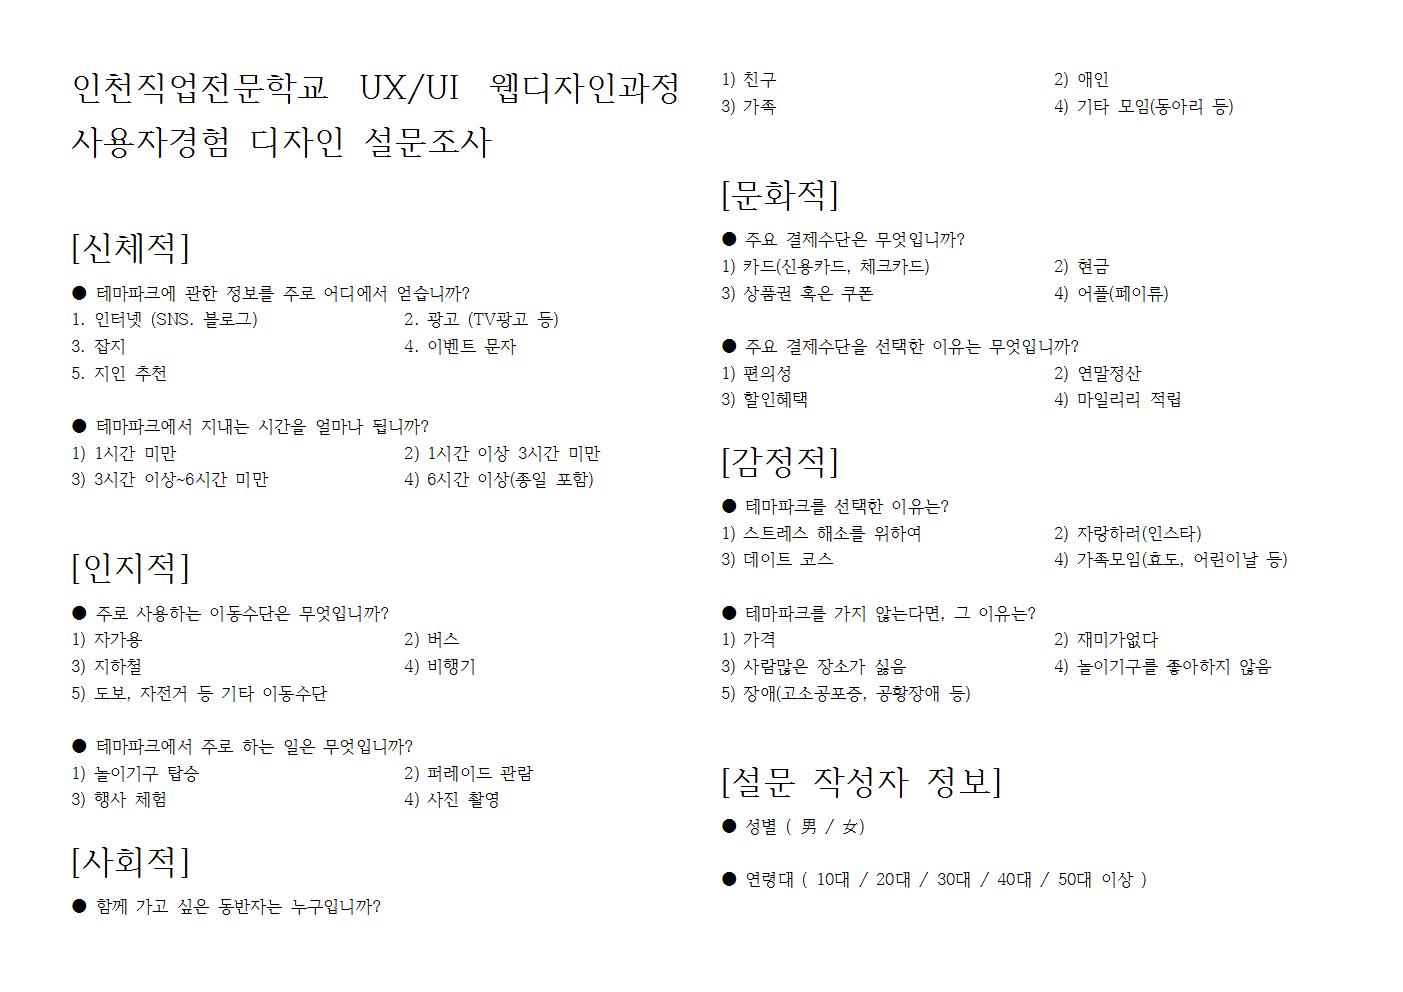 인천직업전문학교 UX/UI 웹디자인과정
사용자경험 디자인 설문조사
[신체적]
● 테마파크에 관한 정보를 주로 어디에서 얻습니까?
1. 인터넷 (SNS. 블로그) 2. 광고 (TV광고 등)
3. 잡지 4. 이벤트 문자
5. 지인 추천
● 테마파크에서 지내는 시간을 얼마나 됩니까?
1) 1시간 미만 2) 1시간 이상 3시간 미만
3) 3시간 이상~6시간 미만 4) 6시간 이상(종일 포함)
[인지적]
● 주로 사용하는 이동수단은 무엇입니까?
1) 자가용 2) 버스
3) 지하철 4) 비행기
5) 도보, 자전거 등 기타 이동수단
● 테마파크에서 주로 하는 일은 무엇입니까?
1) 놀이기구 탑승 2) 퍼레이드 관람
3) 행사 체험 4) 사진 촬영
[사회적]
● 함께 가고 싶은 동반자는 누구입니까?
1) 친구 2) 애인
3) 가족 4) 기타 모임(동아리 등)
[문화적]
● 주요 결제수단은 무엇입니까?
1) 카드(신용카드, 체크카드) 2) 현금
3) 상품권 혹은 쿠폰 4) 어플(페이류)
● 주요 결제수단을 선택한 이유는 무엇입니까?
1) 편의성 2) 연말정산
3) 할인혜택 4) 마일리리 적립
[감정적]
● 테마파크를 선택한 이유는?
1) 스트레스 해소를 위하여 2) 자랑하러(인스타)
3) 데이트 코스 4) 가족모임(효도, 어린이날 등)
● 테마파크를 가지 않는다면, 그 이유는?
1) 가격 2) 재미가없다
3) 사람많은 장소가 싫음 4) 놀이기구를 좋아하지 않음
5) 장애(고소공포증, 공황장애 등)
[설문 작성자 정보]
● 성별 ( 男 / 女)
● 연령대 ( 10대 / 20대 / 30대 / 40대 / 50대 이상 )